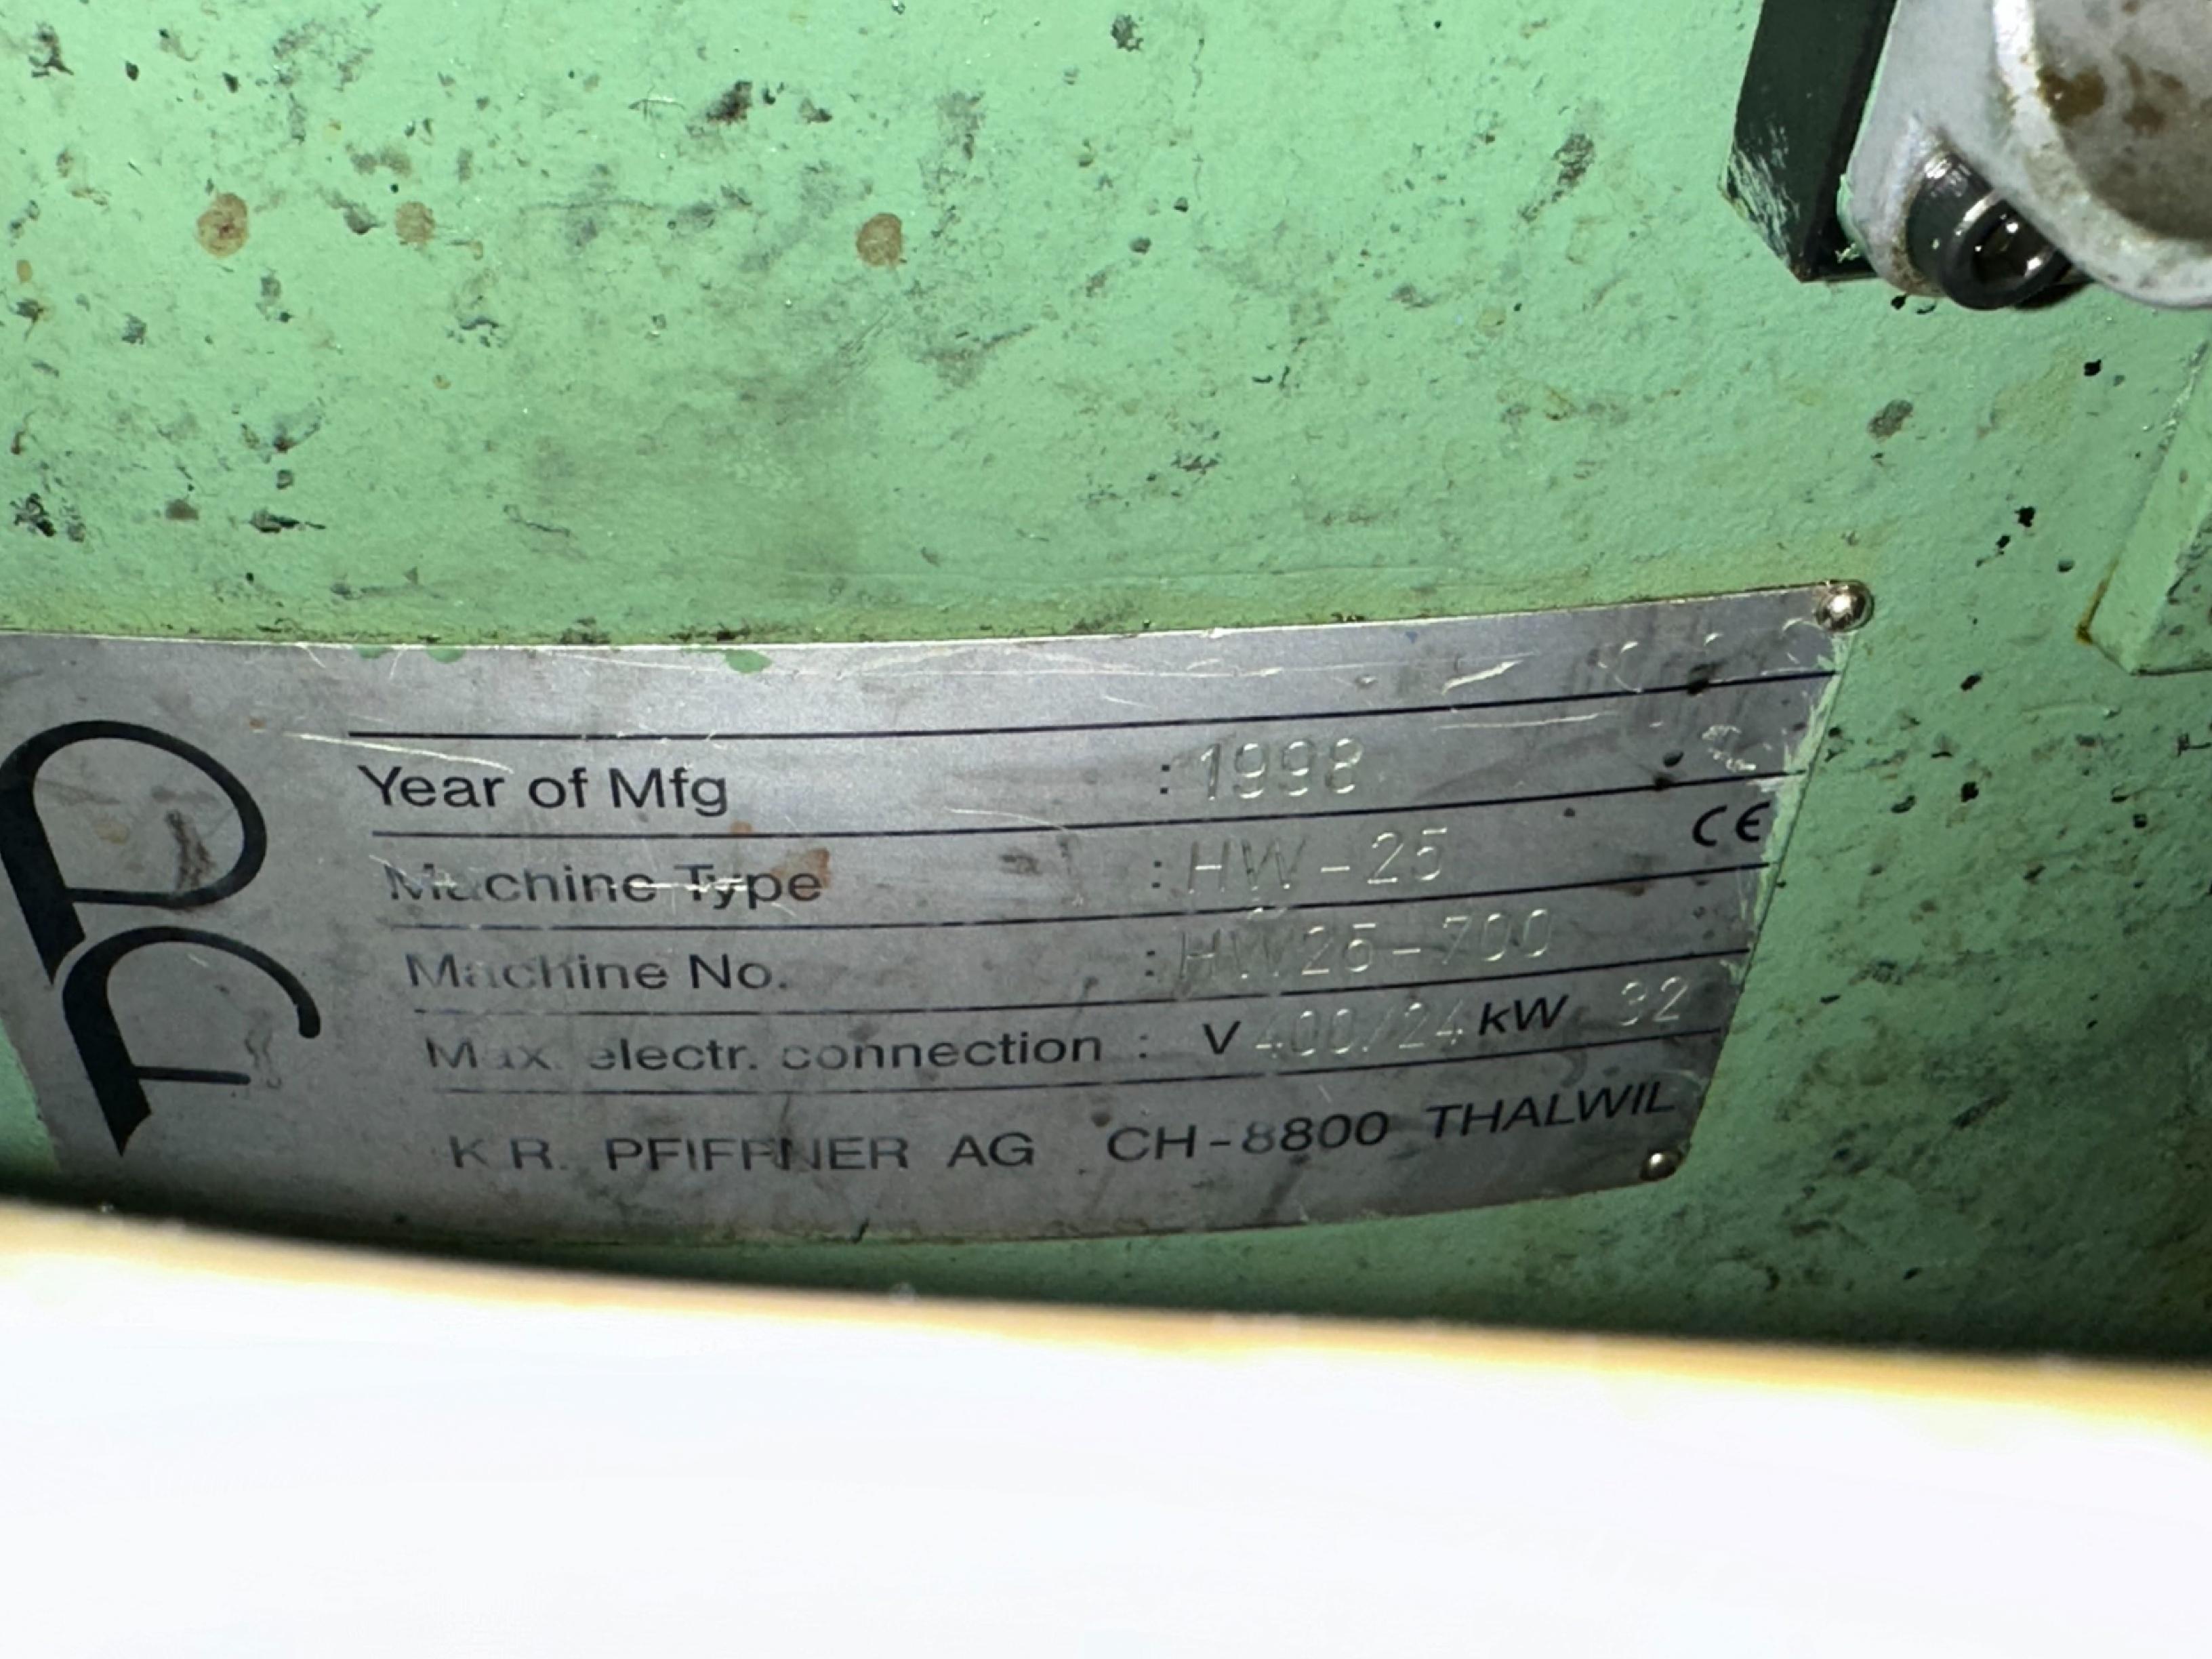 Year of Mfg : 1998
Machine Type : HW-25
CE
Machine No. : HW25-700
Max. electr. connection : V 400/24 kW 32
K.R. PFIFFNER AG CH-8800 THALWIL